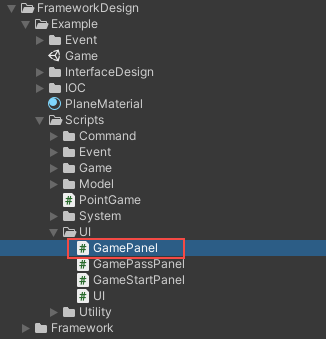 FrameworkDesign
Example
Event
Game
InterfaceDesign
IOC
PlaneMaterial
Scripts
Command
Event
Game
Model
PointGame
System
UI
GamePanel
GamePassPanel
GameStartPanel
UI
Utility
Framework